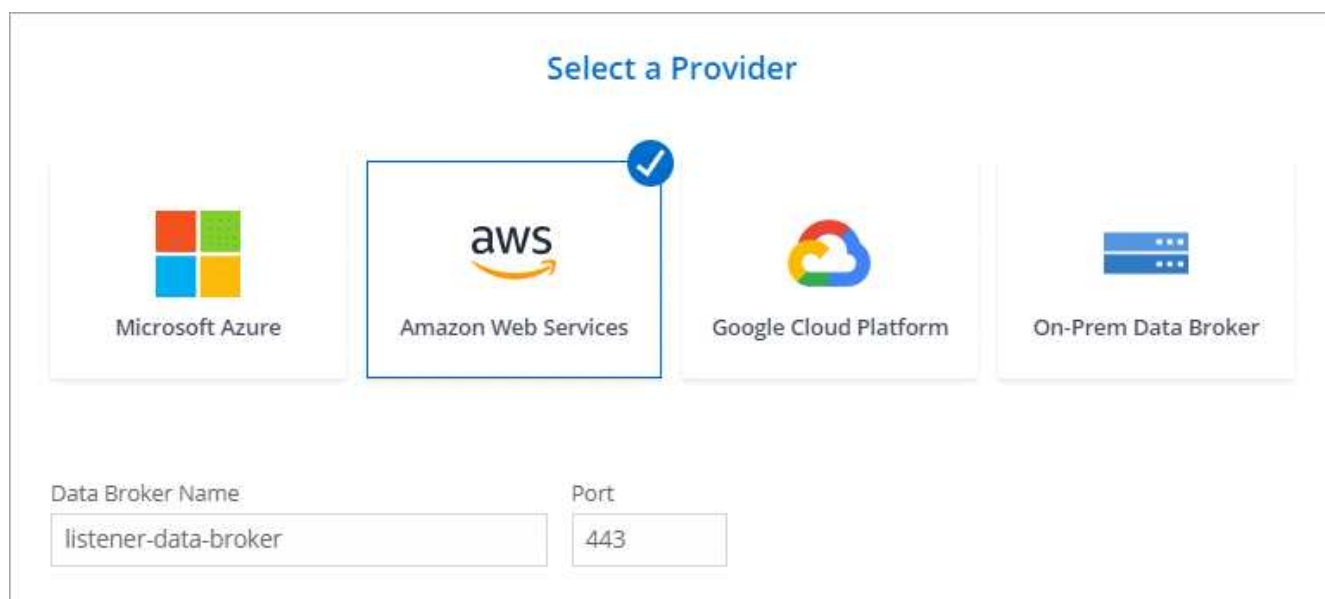 Select a Provider
aws
Microsoft Azure
Amazon Web Services
Google Cloud Platform
On-Prem Data Broker
Data Broker Name
Port
listener-data-broker
443